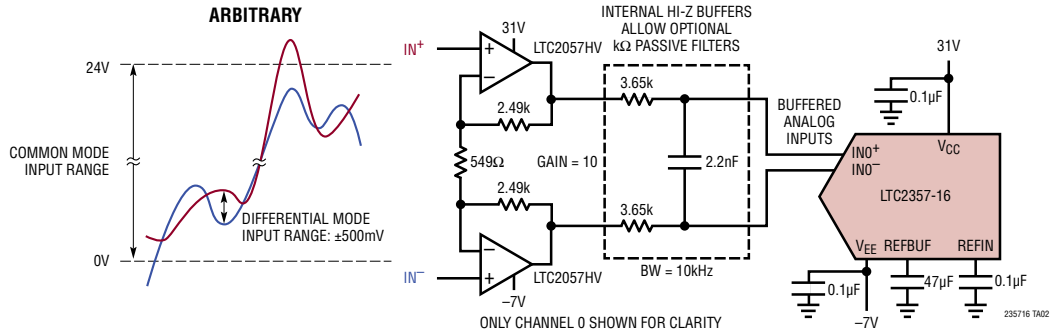 ARBITRARY
24V
COMMON MODE
INPUT RANGE
DIFFERENTIAL MODE
INPUT RANGE: ±500mV
0V
IN+
31V
LTC2057HV
+
–
2.49k
549Ω
GAIN = 10
2.49k
–
+
LTC2057HV
IN–
–7V
INTERNAL HI-Z BUFFERS
ALLOW OPTIONAL
kΩ PASSIVE FILTERS
3.65k
2.2nF
3.65k
BW = 10kHz
BUFFERED
ANALOG
INPUTS
31V
0.1µF
VCC
IN0+
IN0–
LTC2357-16
VEE
REFBUF
REFIN
0.1µF
47µF
0.1µF
–7V
ONLY CHANNEL 0 SHOWN FOR CLARITY
235716 TA02